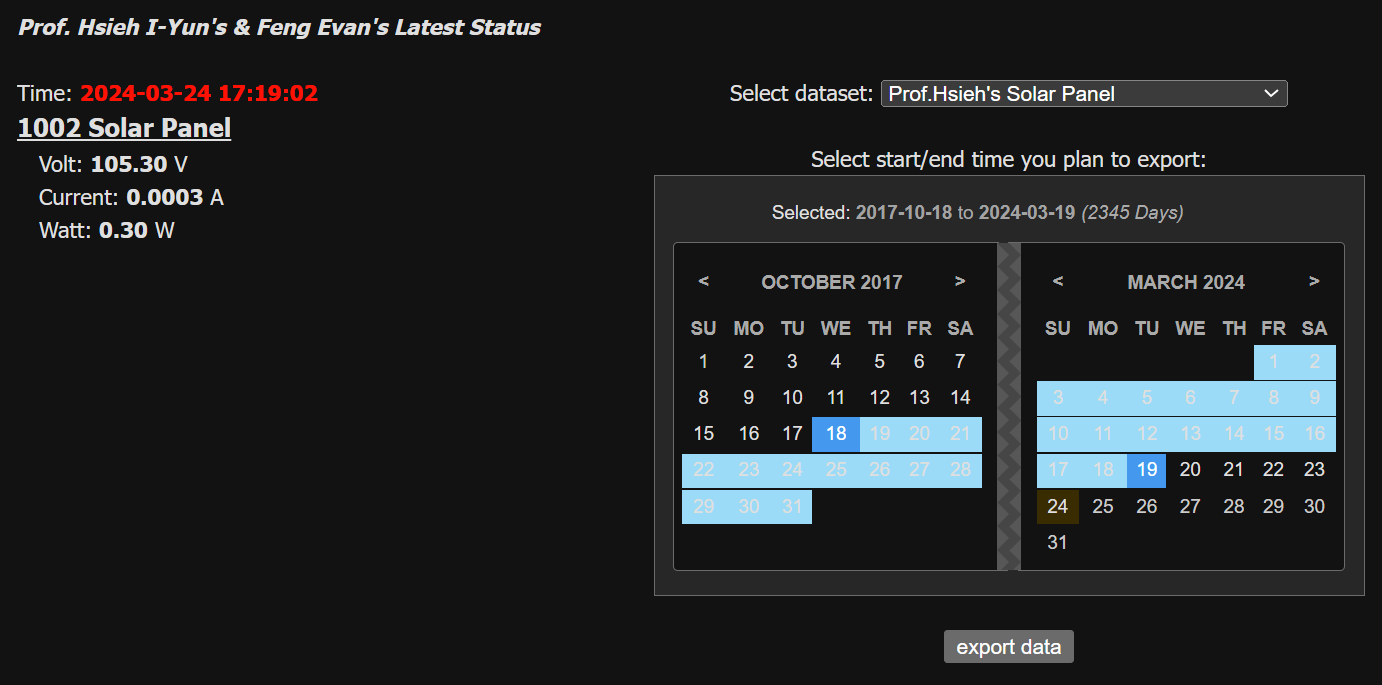 Prof. Hsieh I-Yun's & Feng Evan's Latest Status
Time: 2024-03-24 17:19:02
1002 Solar Panel
Volt: 105.30 V
Current: 0.0003 A
Watt: 0.30 W
Select dataset: Prof.Hsieh's Solar Panel
Select start/end time you plan to export:
Selected: 2017-10-18 to 2024-03-19 (2345 Days)
< OCTOBER 2017 >
SU MO TU WE TH FR SA
1 2 3 4 5 6 7
8 9 10 11 12 13 14
15 16 17 18 19 20 21
22 23 24 25 26 27 28
29 30 31
< MARCH 2024 >
SU MO TU WE TH FR SA
1 2
3 4 5 6 7 8 9
10 11 12 13 14 15 16
17 18 19 20 21 22 23
24 25 26 27 28 29 30
31
export data